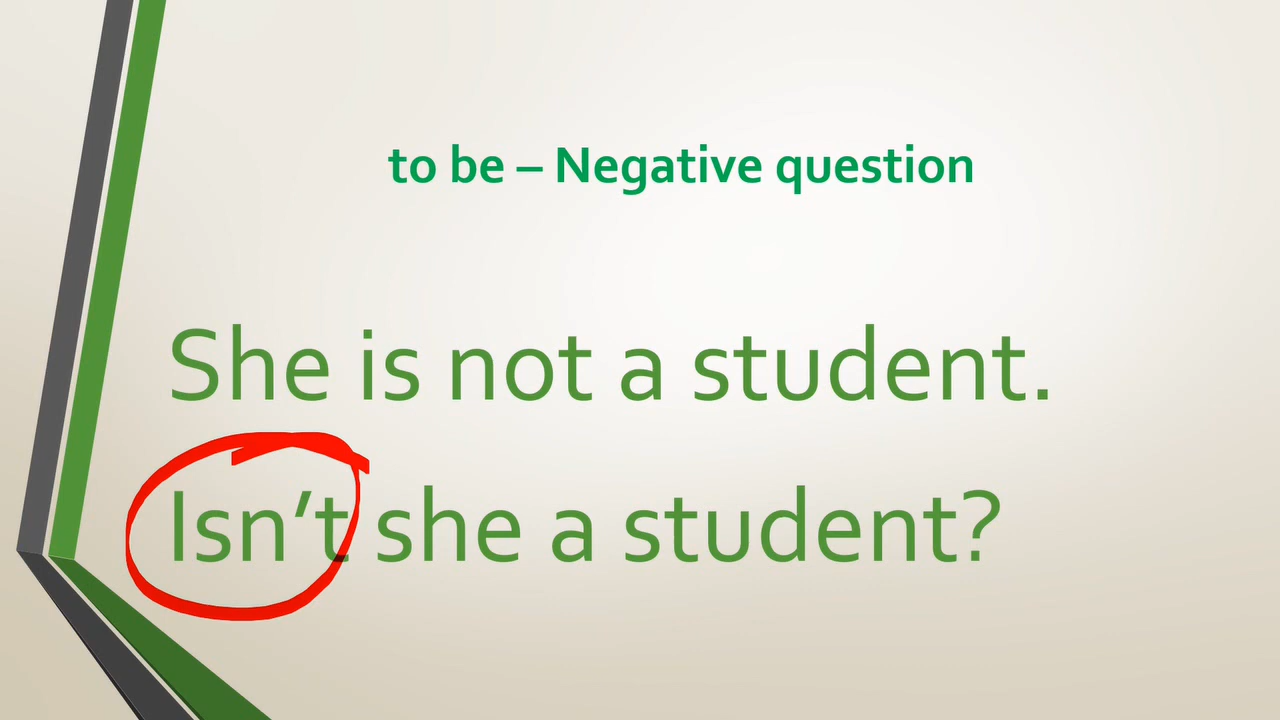 to be – Negative question
She is not a student.
Isn’t she a student?